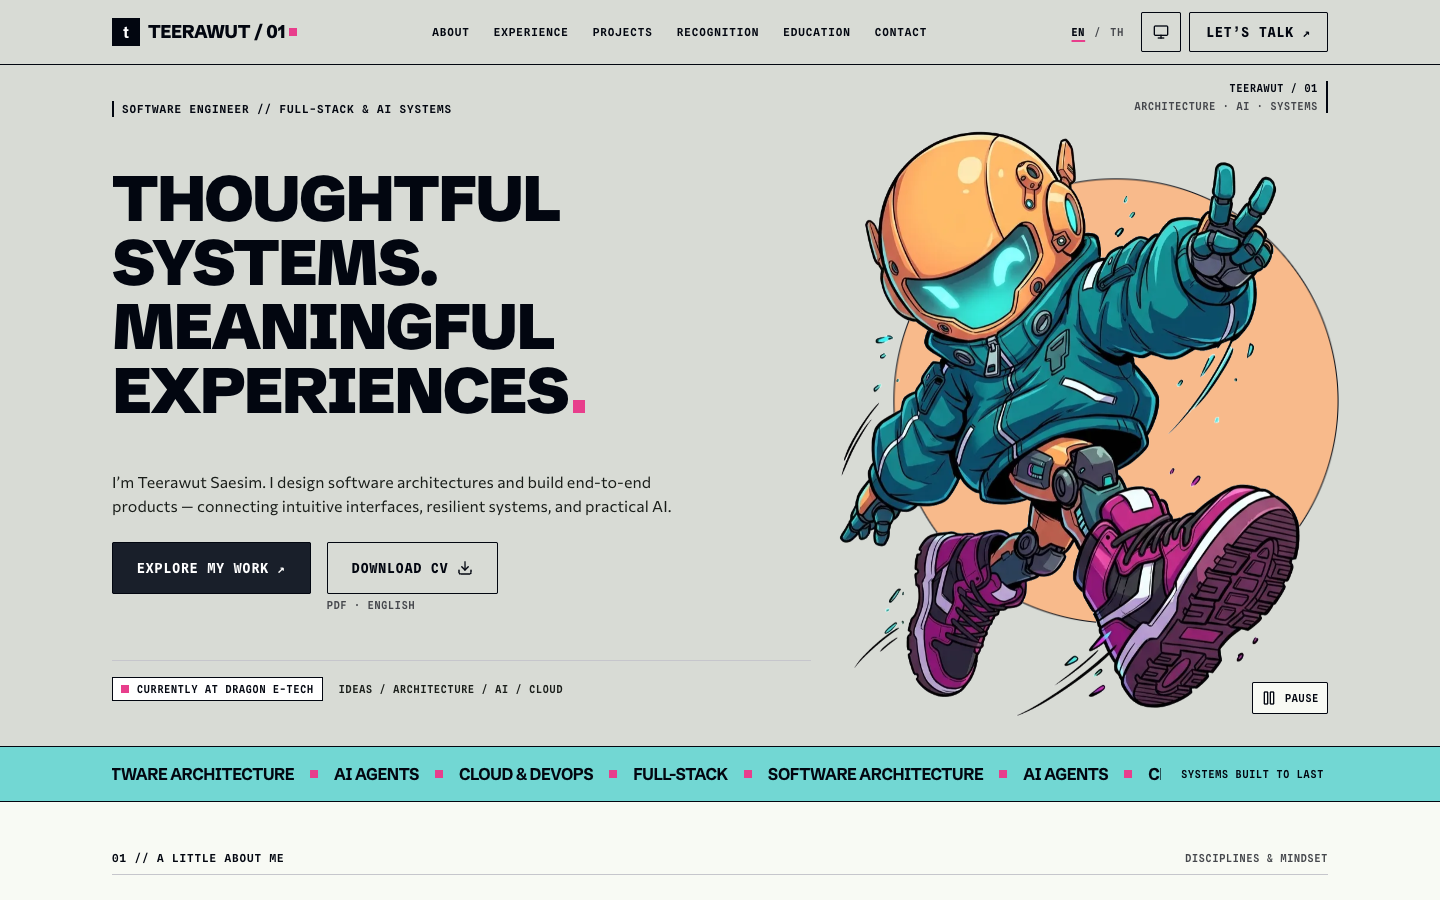 t TEERAWUT / 01
ABOUT EXPERIENCE PROJECTS RECOGNITION EDUCATION CONTACT
EN / TH
LET’S TALK ↗
SOFTWARE ENGINEER // FULL-STACK & AI SYSTEMS
TEERAWUT / 01
ARCHITECTURE · AI · SYSTEMS
THOUGHTFUL
SYSTEMS.
MEANINGFUL
EXPERIENCES.
I’m Teerawut Saesim. I design software architectures and build end-to-end
products — connecting intuitive interfaces, resilient systems, and practical AI.
EXPLORE MY WORK ↗
DOWNLOAD CV
PDF · ENGLISH
CURRENTLY AT DRAGON E-TECH
IDEAS / ARCHITECTURE / AI / CLOUD
PAUSE
TWARE ARCHITECTURE AI AGENTS CLOUD & DEVOPS FULL-STACK SOFTWARE ARCHITECTURE AI AGENTS C
SYSTEMS BUILT TO LAST
01 // A LITTLE ABOUT ME
DISCIPLINES & MINDSET